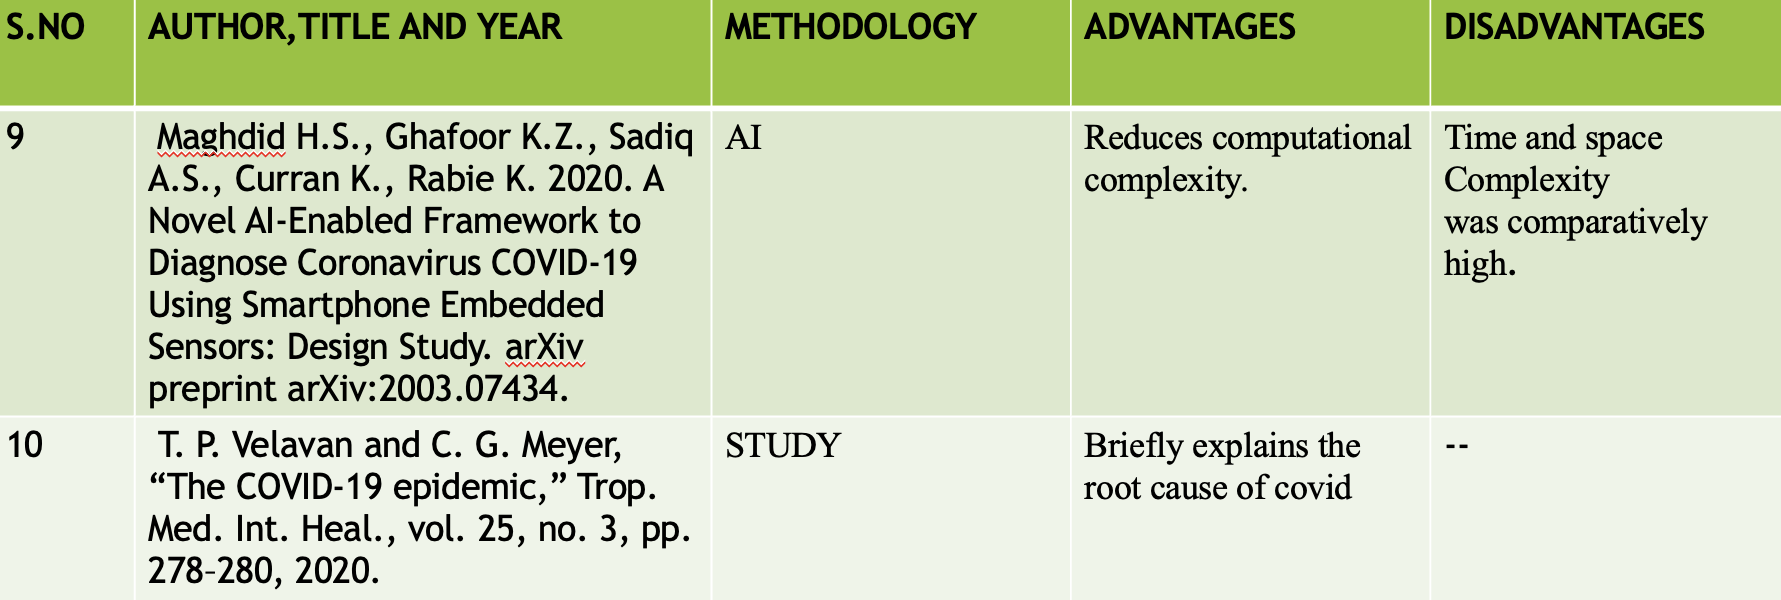 S.NO
AUTHOR,TITLE AND YEAR
METHODOLOGY
ADVANTAGES
DISADVANTAGES
9
Maghdid H.S., Ghafoor K.Z., Sadiq
A.S., Curran K., Rabie K. 2020. A
Novel AI-Enabled Framework to
Diagnose Coronavirus COVID-19
Using Smartphone Embedded
Sensors: Design Study. arXiv
preprint arXiv:2003.07434.
AI
Reduces computational
complexity.
Time and space
Complexity
was comparatively
high.
10
T. P. Velavan and C. G. Meyer,
“The COVID-19 epidemic,” Trop.
Med. Int. Heal., vol. 25, no. 3, pp.
278–280, 2020.
STUDY
Briefly explains the
root cause of covid
--